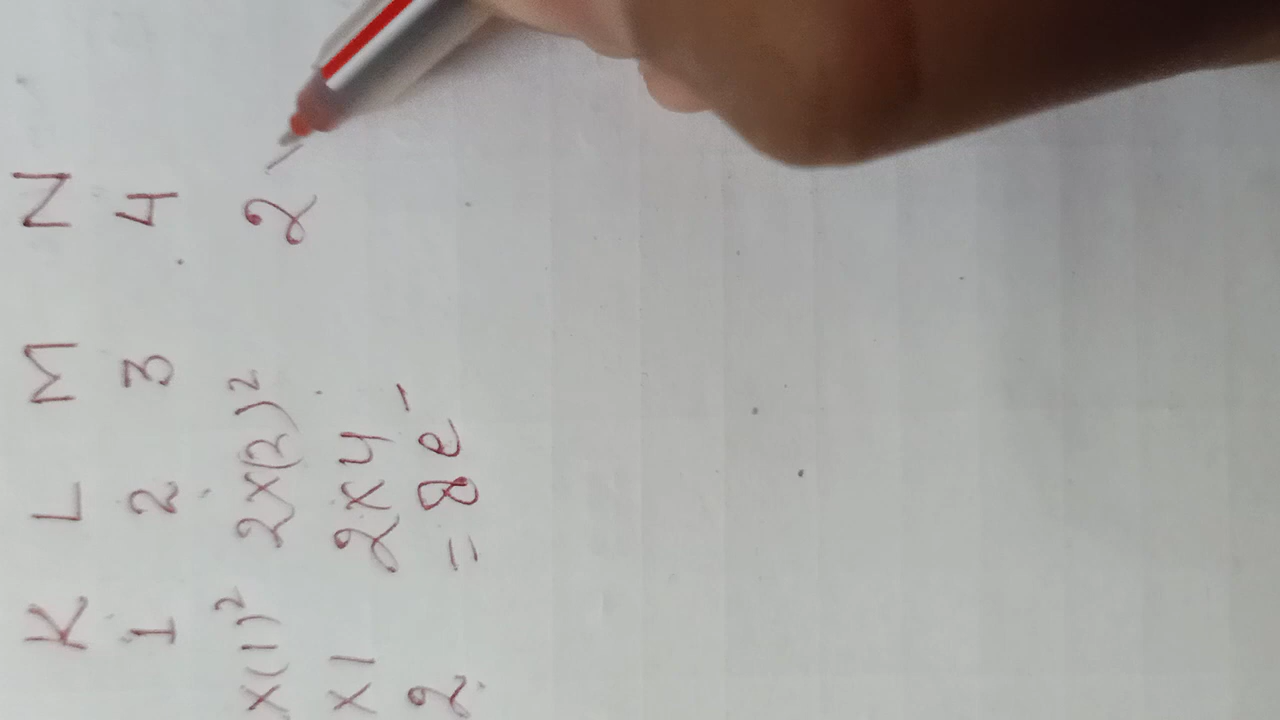 K L M N
1 2 3 4
x(1)² 2x(2)² 2
x1 2x4
2 = 8e⁻